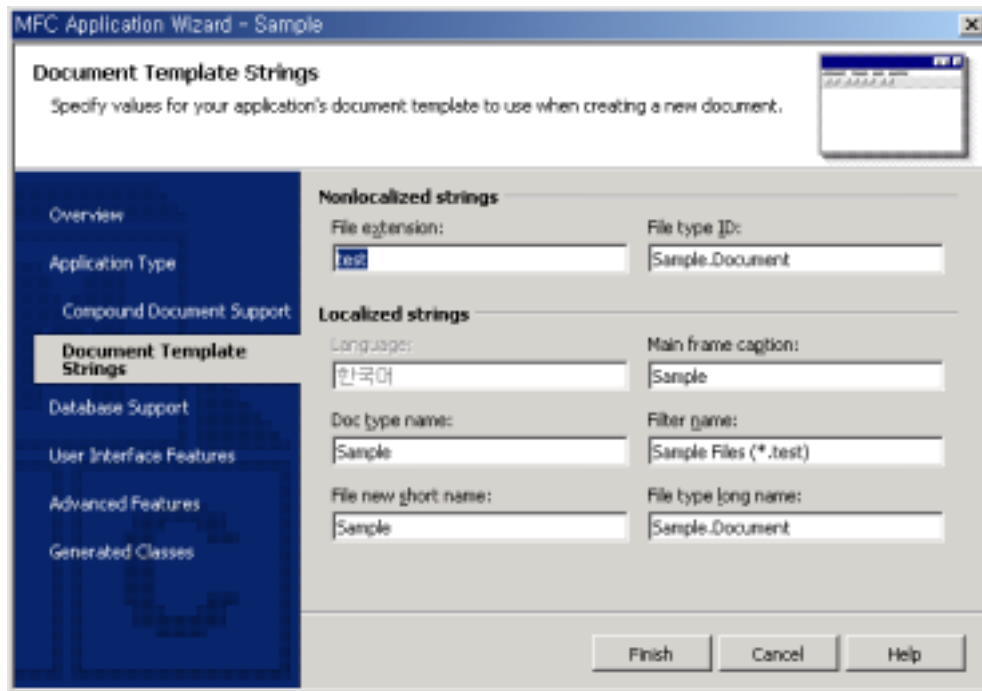 MFC Application Wizard - Sample
Document Template Strings
Specify values for your application's document template to use when creating a new document.
Overview
Application Type
Compound Document Support
Document Template
Strings
Database Support
User Interface Features
Advanced Features
Generated Classes
Nonlocalized strings
File extension:
File type ID:
test
Sample.Document
Localized strings
Language:
Main frame caption:
한국어
Sample
Doc type name:
Filter name:
Sample
Sample Files (*.test)
File new short name:
File type long name:
Sample
Sample.Document
Finish
Cancel
Help